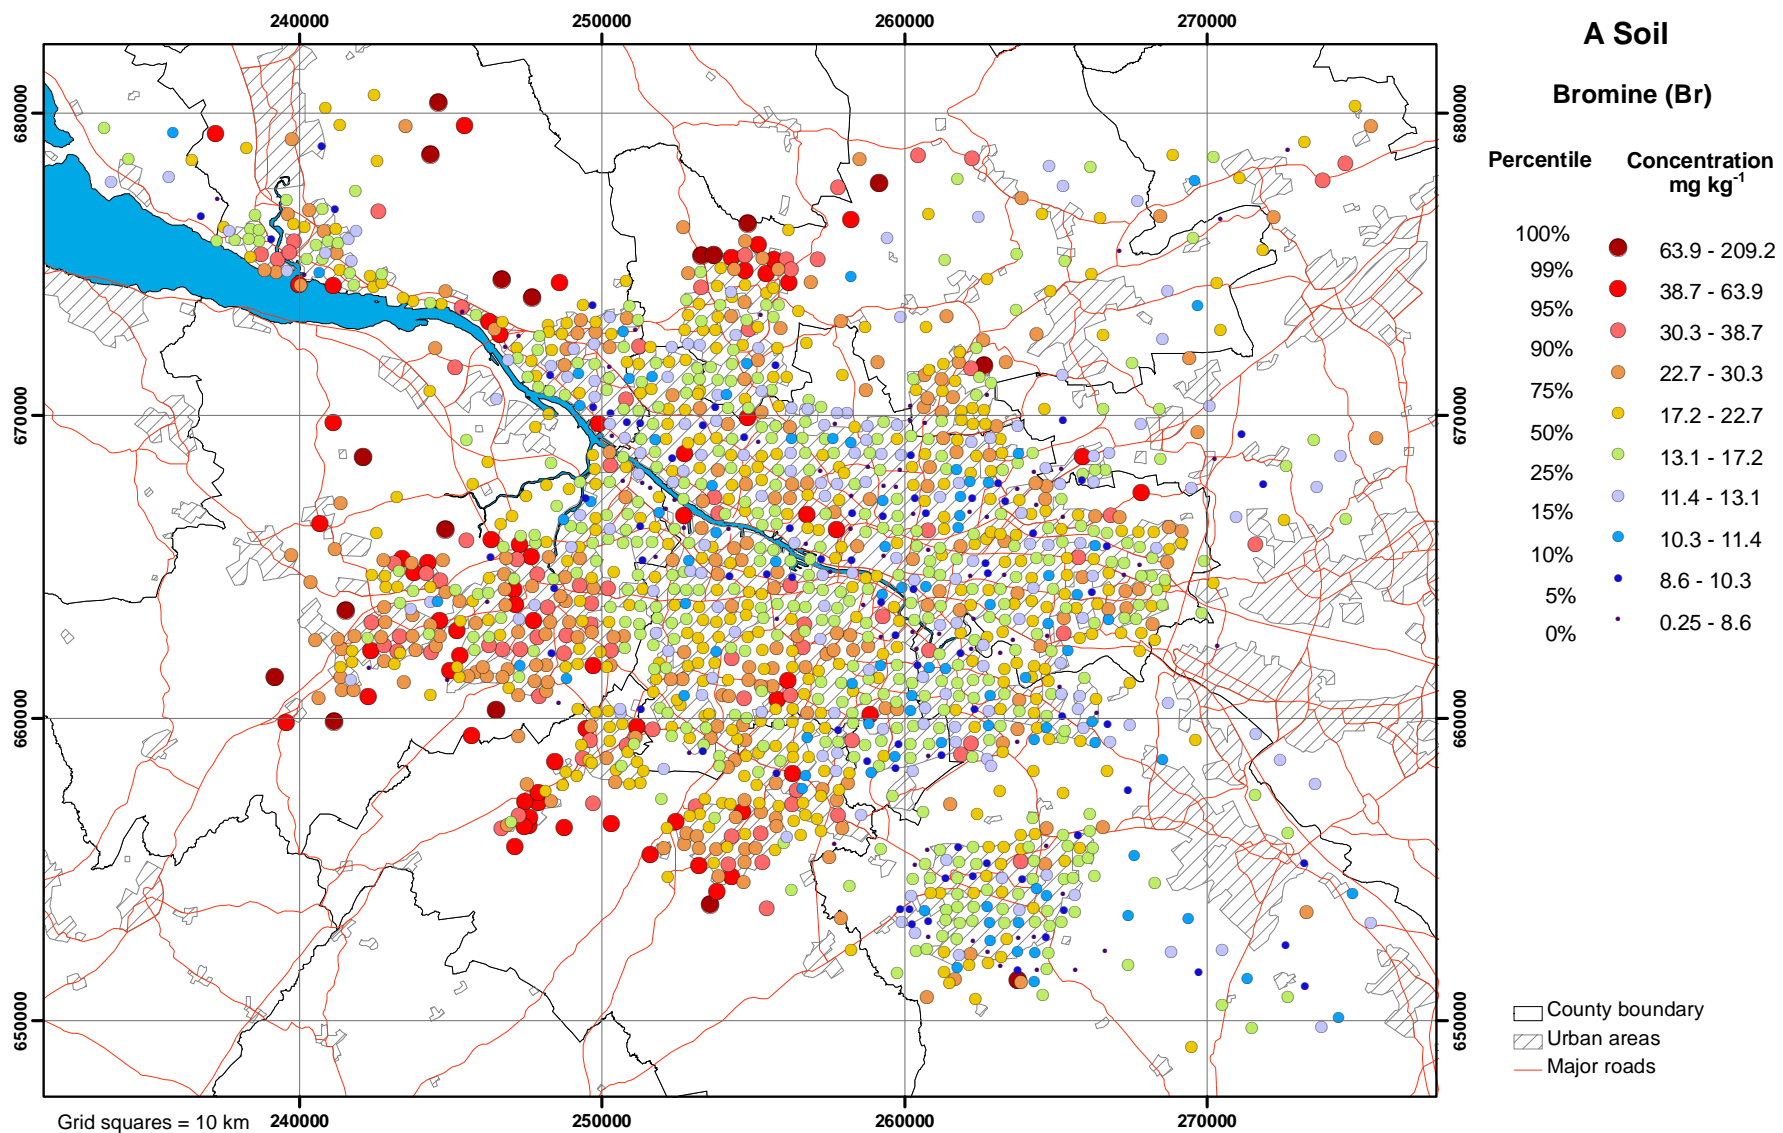 240000 250000 260000 270000
A Soil
Bromine (Br)
680000 680000
Percentile Concentration
mg kg-1
100% 63.9 - 209.2
99%
38.7 - 63.9
95%
30.3 - 38.7
90%
22.7 - 30.3
75%
17.2 - 22.7
50%
13.1 - 17.2
25%
11.4 - 13.1
15%
10.3 - 11.4
10%
8.6 - 10.3
5%
0.25 - 8.6
0%
670000 670000
660000 660000
650000 650000
County boundary
Urban areas
Major roads
Grid squares = 10 km
240000 250000 260000 270000